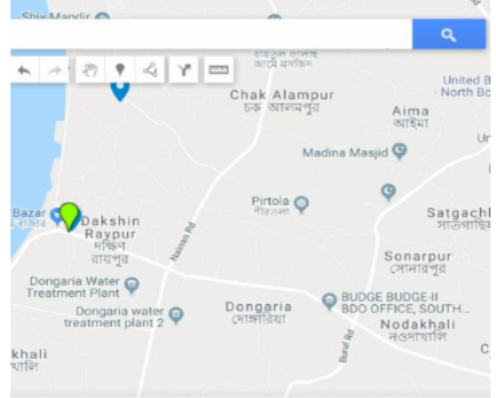 Shiv Mandir
জামে মসজিদ
United B
North Bo
Chak Alampur
চক আলমপুর
Aima
আইমা
Ur
Madina Masjid
Pirtola
পীরতলা
Satgachi
সাতগাছিয়
Bazar
Dakshin
Raypur
দক্ষিণ
রায়পুর
Nainan Rd
Sonarpur
সোনারপুর
Dongaria Water
Treatment Plant
Dongaria water
treatment plant 2
Dongaria
দোঙ্গারিয়া
BUDGE BUDGE-II
BDO OFFICE, SOUTH...
Nodakhali
নওদাখালি
Burul Rd
khali
খালি
C